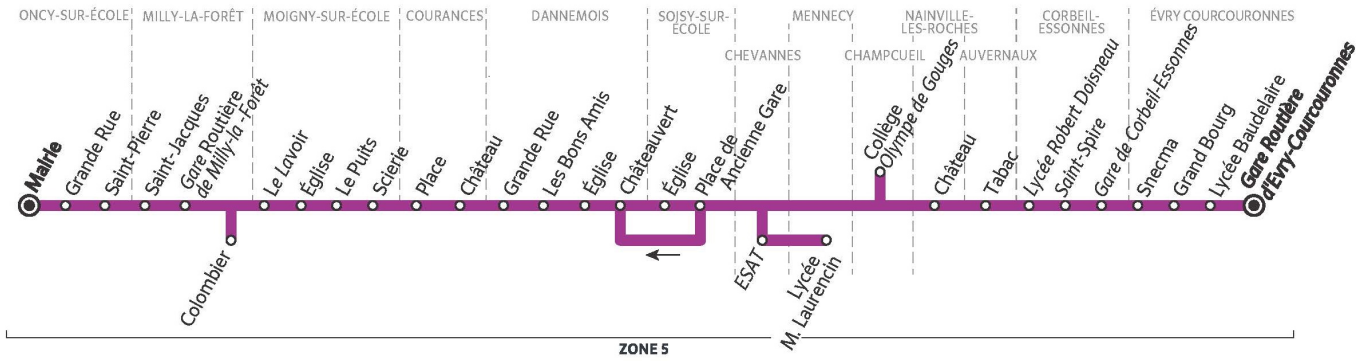 ONCY-SUR-ÉCOLE
MILLY-LA-FORÊT
MOIGNY-SUR-ÉCOLE
COURANCES
DANNEMOIS
SOISY-SUR-
ÉCOLE
MENNECY
NAINVILLE-
LES-ROCHES
CORBEIL-
ESSONNES
ÉVRY COURCOURONNES
CHEVANNES
CHAMPCUEIL
AUVERNAUX
Mairie
Grande Rue
Saint-Pierre
Saint-Jacques
Gare Routière
de Milly-la-Forêt
Le Lavoir
Église
Le Puits
Scierie
Place
Château
Grande Rue
Les Bons Amis
Église
Châteauvert
Église
Place de
Ancienne Gare
Collège
Olympe de Gouges
Château
Tabac
Lycée Robert Doisneau
Saint-Spire
Gare de Corbeil-Essonnes
Snecma
Grand Bourg
Lycée Baudelaire
Gare Routière
d'Evry-Courcouronnes
Colombier
ESAT
Lycée
M. Laurencin
ZONE 5